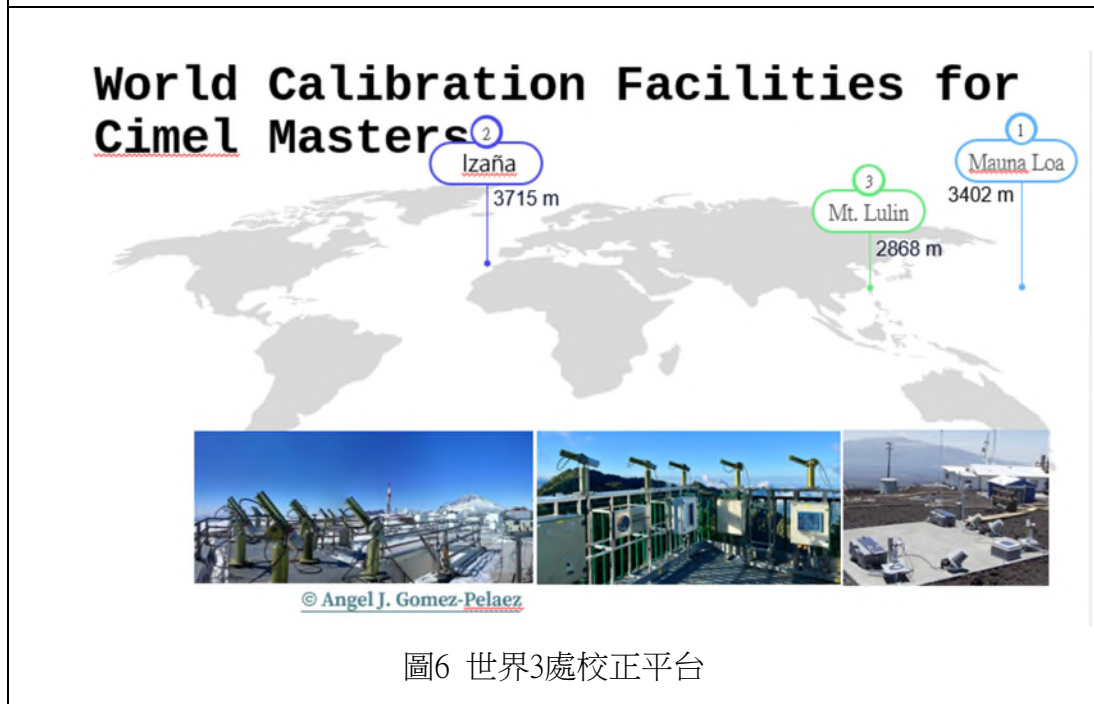 World Calibration Facilities for
Cimel Masters
2
Izaña
3715 m
1
Mauna Loa
3402 m
3
Mt. Lulin
2868 m
© Angel J. Gomez-Pelaez
圖6 世界3處校正平台